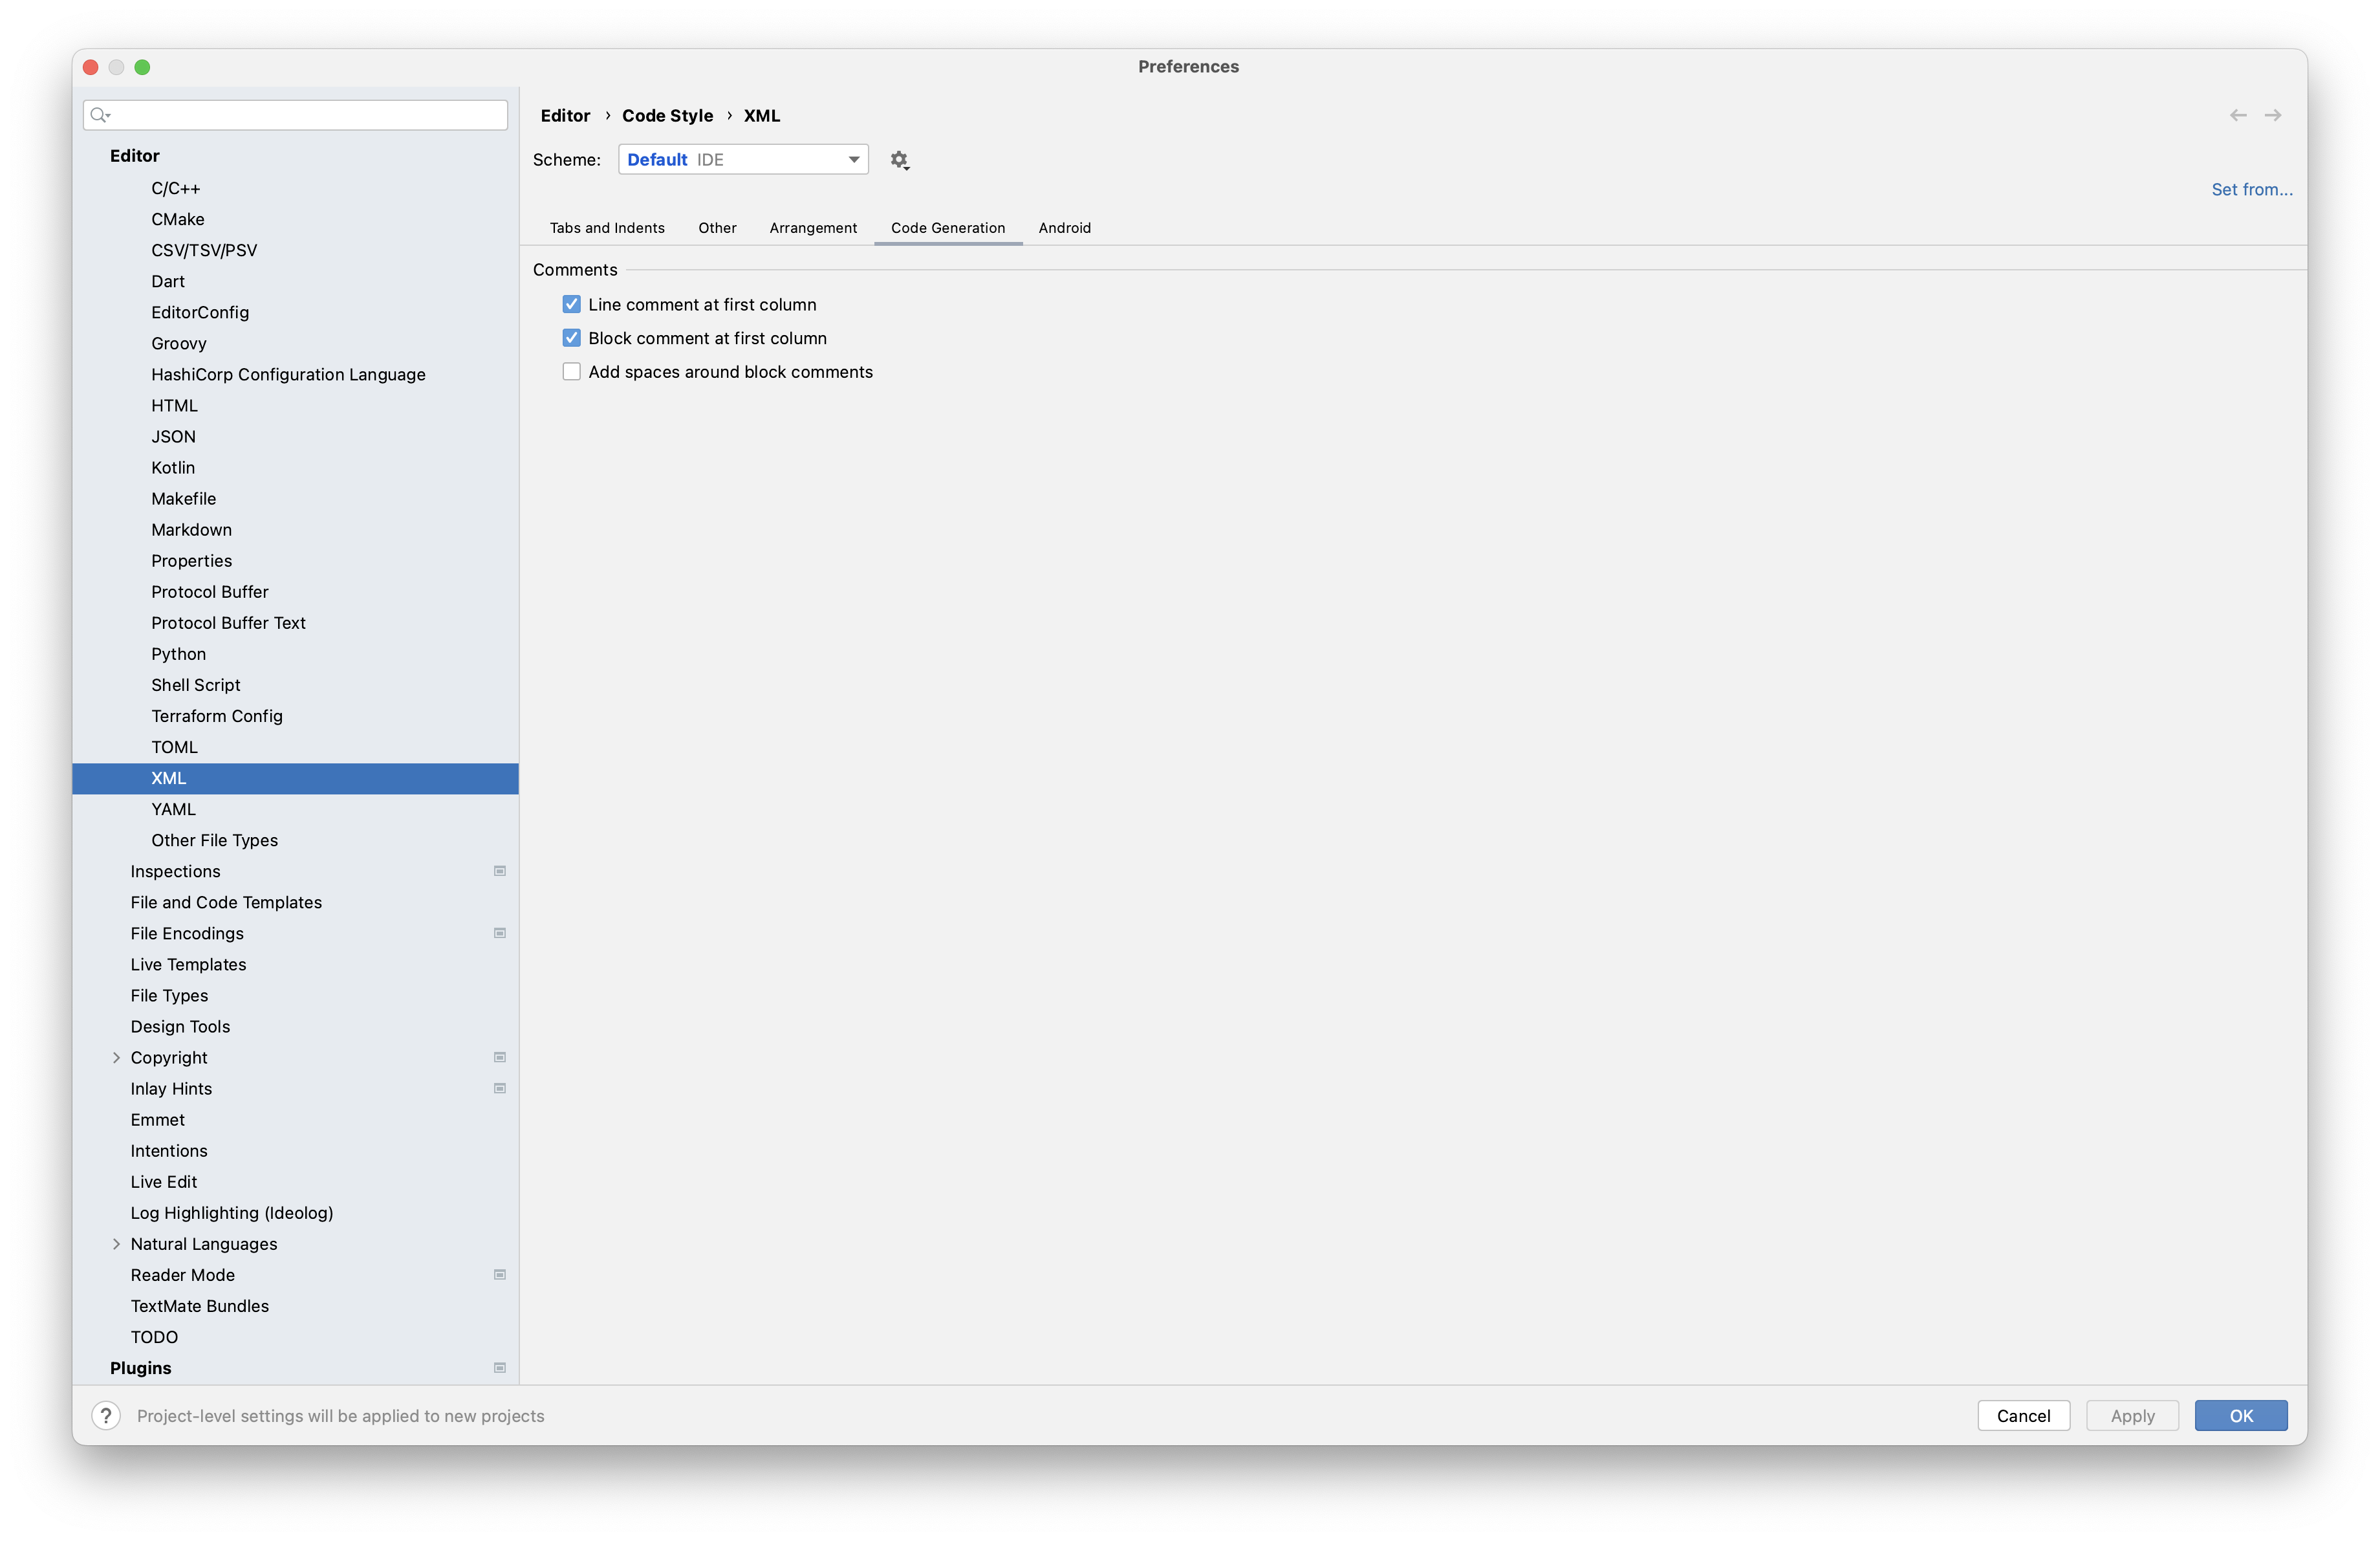 Preferences
Editor
C/C++
CMake
CSV/TSV/PSV
Dart
EditorConfig
Groovy
HashiCorp Configuration Language
HTML
JSON
Kotlin
Makefile
Markdown
Properties
Protocol Buffer
Protocol Buffer Text
Python
Shell Script
Terraform Config
TOML
XML
YAML
Other File Types
Inspections
File and Code Templates
File Encodings
Live Templates
File Types
Design Tools
Copyright
Inlay Hints
Emmet
Intentions
Live Edit
Log Highlighting (Ideolog)
Natural Languages
Reader Mode
TextMate Bundles
TODO
Plugins
Editor › Code Style › XML
Scheme: Default IDE
Set from...
Tabs and Indents Other Arrangement Code Generation Android
Comments
Line comment at first column
Block comment at first column
Add spaces around block comments
? Project-level settings will be applied to new projects
Cancel Apply OK